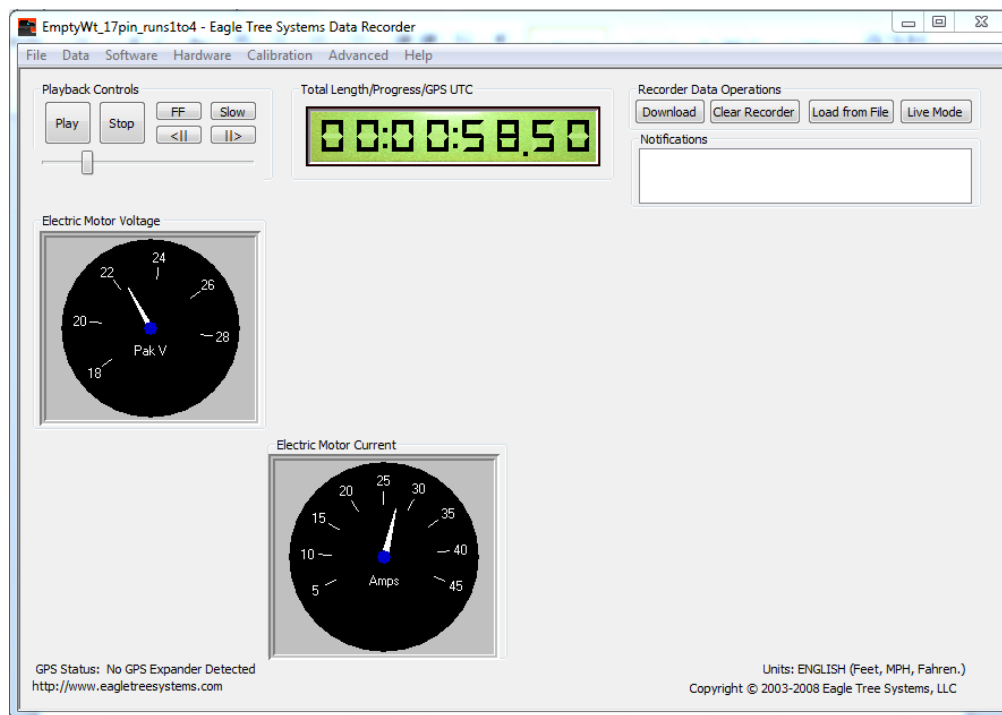 EmptyWt_17pin_runs1to4 - Eagle Tree Systems Data Recorder
File Data Software Hardware Calibration Advanced Help
Playback Controls
Play
Stop
FF
Slow
<||
||>
Total Length/Progress/GPS UTC
00:00:58.50
Recorder Data Operations
Download
Clear Recorder
Load from File
Live Mode
Notifications
Electric Motor Voltage
18
20
22
24
26
28
Pak V
Electric Motor Current
5
10
15
20
25
30
35
40
45
Amps
GPS Status: No GPS Expander Detected
http://www.eagletreesystems.com
Units: ENGLISH (Feet, MPH, Fahren.)
Copyright © 2003-2008 Eagle Tree Systems, LLC